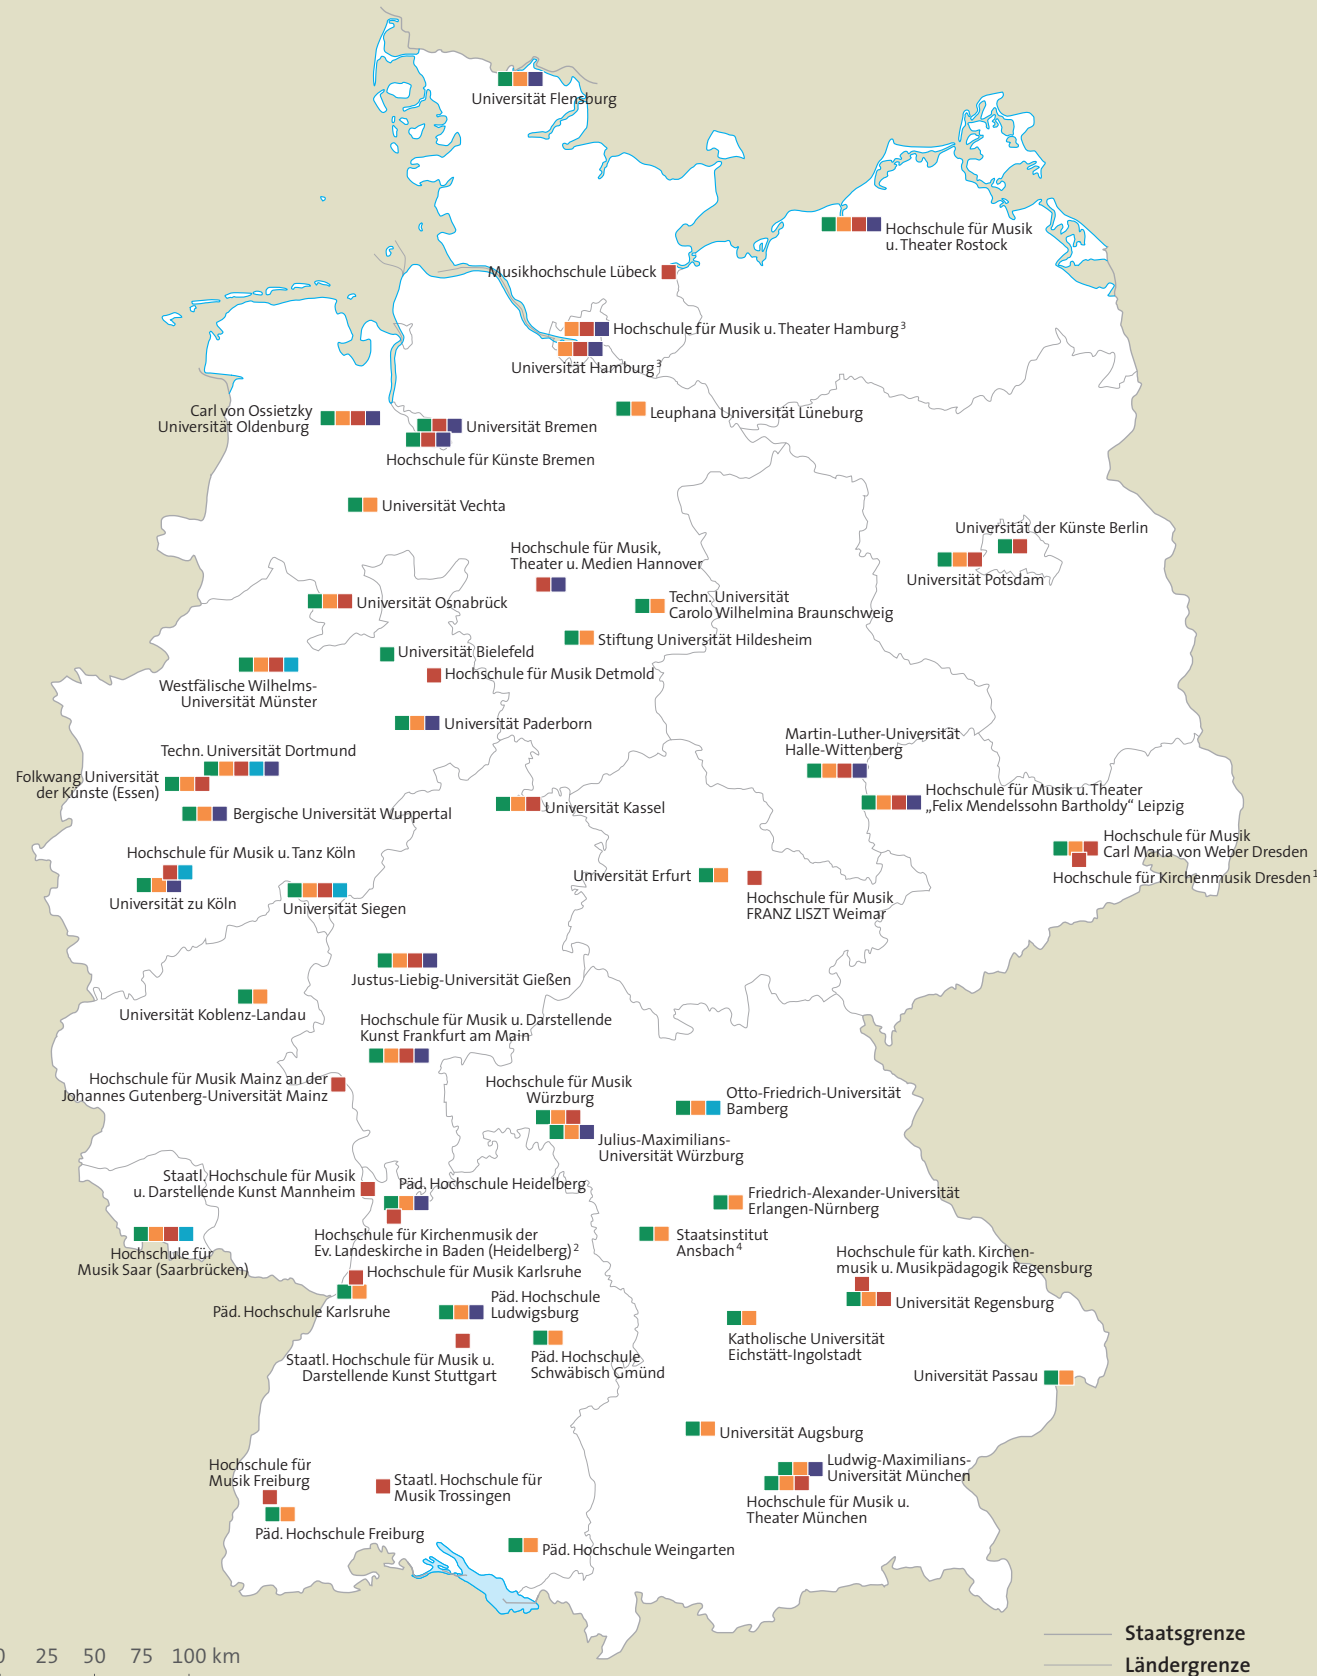 Universität Flensburg
Hochschule für Musik
u. Theater Rostock
Musikhochschule Lübeck
Hochschule für Musik u. Theater Hamburg³
Universität Hamburg³
Carl von Ossietzky
Universität Oldenburg
Leuphana Universität Lüneburg
Universität Bremen
Hochschule für Künste Bremen
Universität Vechta
Universität der Künste Berlin
Universität Potsdam
Hochschule für Musik,
Theater u. Medien Hannover
Techn. Universität
Carolo Wilhelmina Braunschweig
Universität Osnabrück
Stiftung Universität Hildesheim
Universität Bielefeld
Hochschule für Musik Detmold
Westfälische Wilhelms-
Universität Münster
Universität Paderborn
Martin-Luther-Universität
Halle-Wittenberg
Techn. Universität Dortmund
Folkwang Universität
der Künste (Essen)
Hochschule für Musik u. Theater
„Felix Mendelssohn Bartholdy“ Leipzig
Bergische Universität Wuppertal
Universität Kassel
Hochschule für Musik
Carl Maria von Weber Dresden
Hochschule für Kirchenmusik Dresden¹
Hochschule für Musik u. Tanz Köln
Universität zu Köln
Universität Siegen
Universität Erfurt
Hochschule für Musik
FRANZ LISZT Weimar
Justus-Liebig-Universität Gießen
Universität Koblenz-Landau
Hochschule für Musik u. Darstellende
Kunst Frankfurt am Main
Hochschule für Musik Mainz an der
Johannes Gutenberg-Universität Mainz
Hochschule für Musik
Würzburg
Otto-Friedrich-Universität
Bamberg
Julius-Maximilians-
Universität Würzburg
Staatl. Hochschule für Musik
u. Darstellende Kunst Mannheim
Päd. Hochschule Heidelberg
Friedrich-Alexander-Universität
Erlangen-Nürnberg
Hochschule für Kirchenmusik der
Ev. Landeskirche in Baden (Heidelberg)²
Staatsinstitut
Ansbach⁴
Hochschule für
Musik Saar (Saarbrücken)
Hochschule für kath. Kirchen-
musik u. Musikpädagogik Regensburg
Hochschule für Musik Karlsruhe
Päd. Hochschule Karlsruhe
Päd. Hochschule
Ludwigsburg
Universität Regensburg
Katholische Universität
Eichstätt-Ingolstadt
Staatl. Hochschule für Musik u.
Darstellende Kunst Stuttgart
Päd. Hochschule
Schwäbisch Gmünd
Universität Passau
Universität Augsburg
Hochschule für
Musik Freiburg
Staatl. Hochschule für
Musik Trossingen
Ludwig-Maximilians-
Universität München
Hochschule für Musik u.
Theater München
Päd. Hochschule Freiburg
Päd. Hochschule Weingarten
0 25 50 75 100 km
Staatsgrenze
Ländergrenze